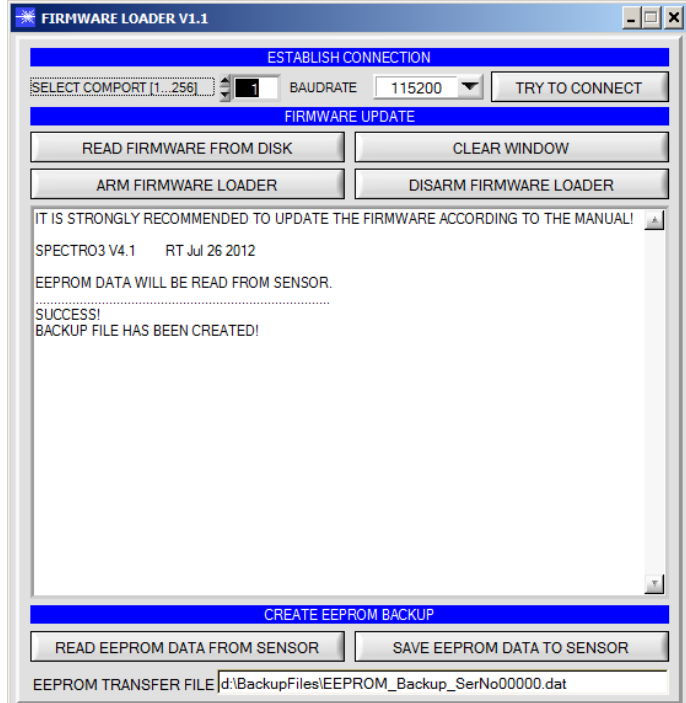 FIRMWARE LOADER V1.1
ESTABLISH CONNECTION
SELECT COMPORT [1...256] 1 BAUDRATE 115200 TRY TO CONNECT
FIRMWARE UPDATE
READ FIRMWARE FROM DISK CLEAR WINDOW
ARM FIRMWARE LOADER DISARM FIRMWARE LOADER
IT IS STRONGLY RECOMMENDED TO UPDATE THE FIRMWARE ACCORDING TO THE MANUAL!
SPECTRO3 V4.1 RT Jul 26 2012
EEPROM DATA WILL BE READ FROM SENSOR.
..........................................................................
SUCCESS!
BACKUP FILE HAS BEEN CREATED!
CREATE EEPROM BACKUP
READ EEPROM DATA FROM SENSOR SAVE EEPROM DATA TO SENSOR
EEPROM TRANSFER FILE d:\BackupFiles\EEPROM_Backup_SerNo00000.dat